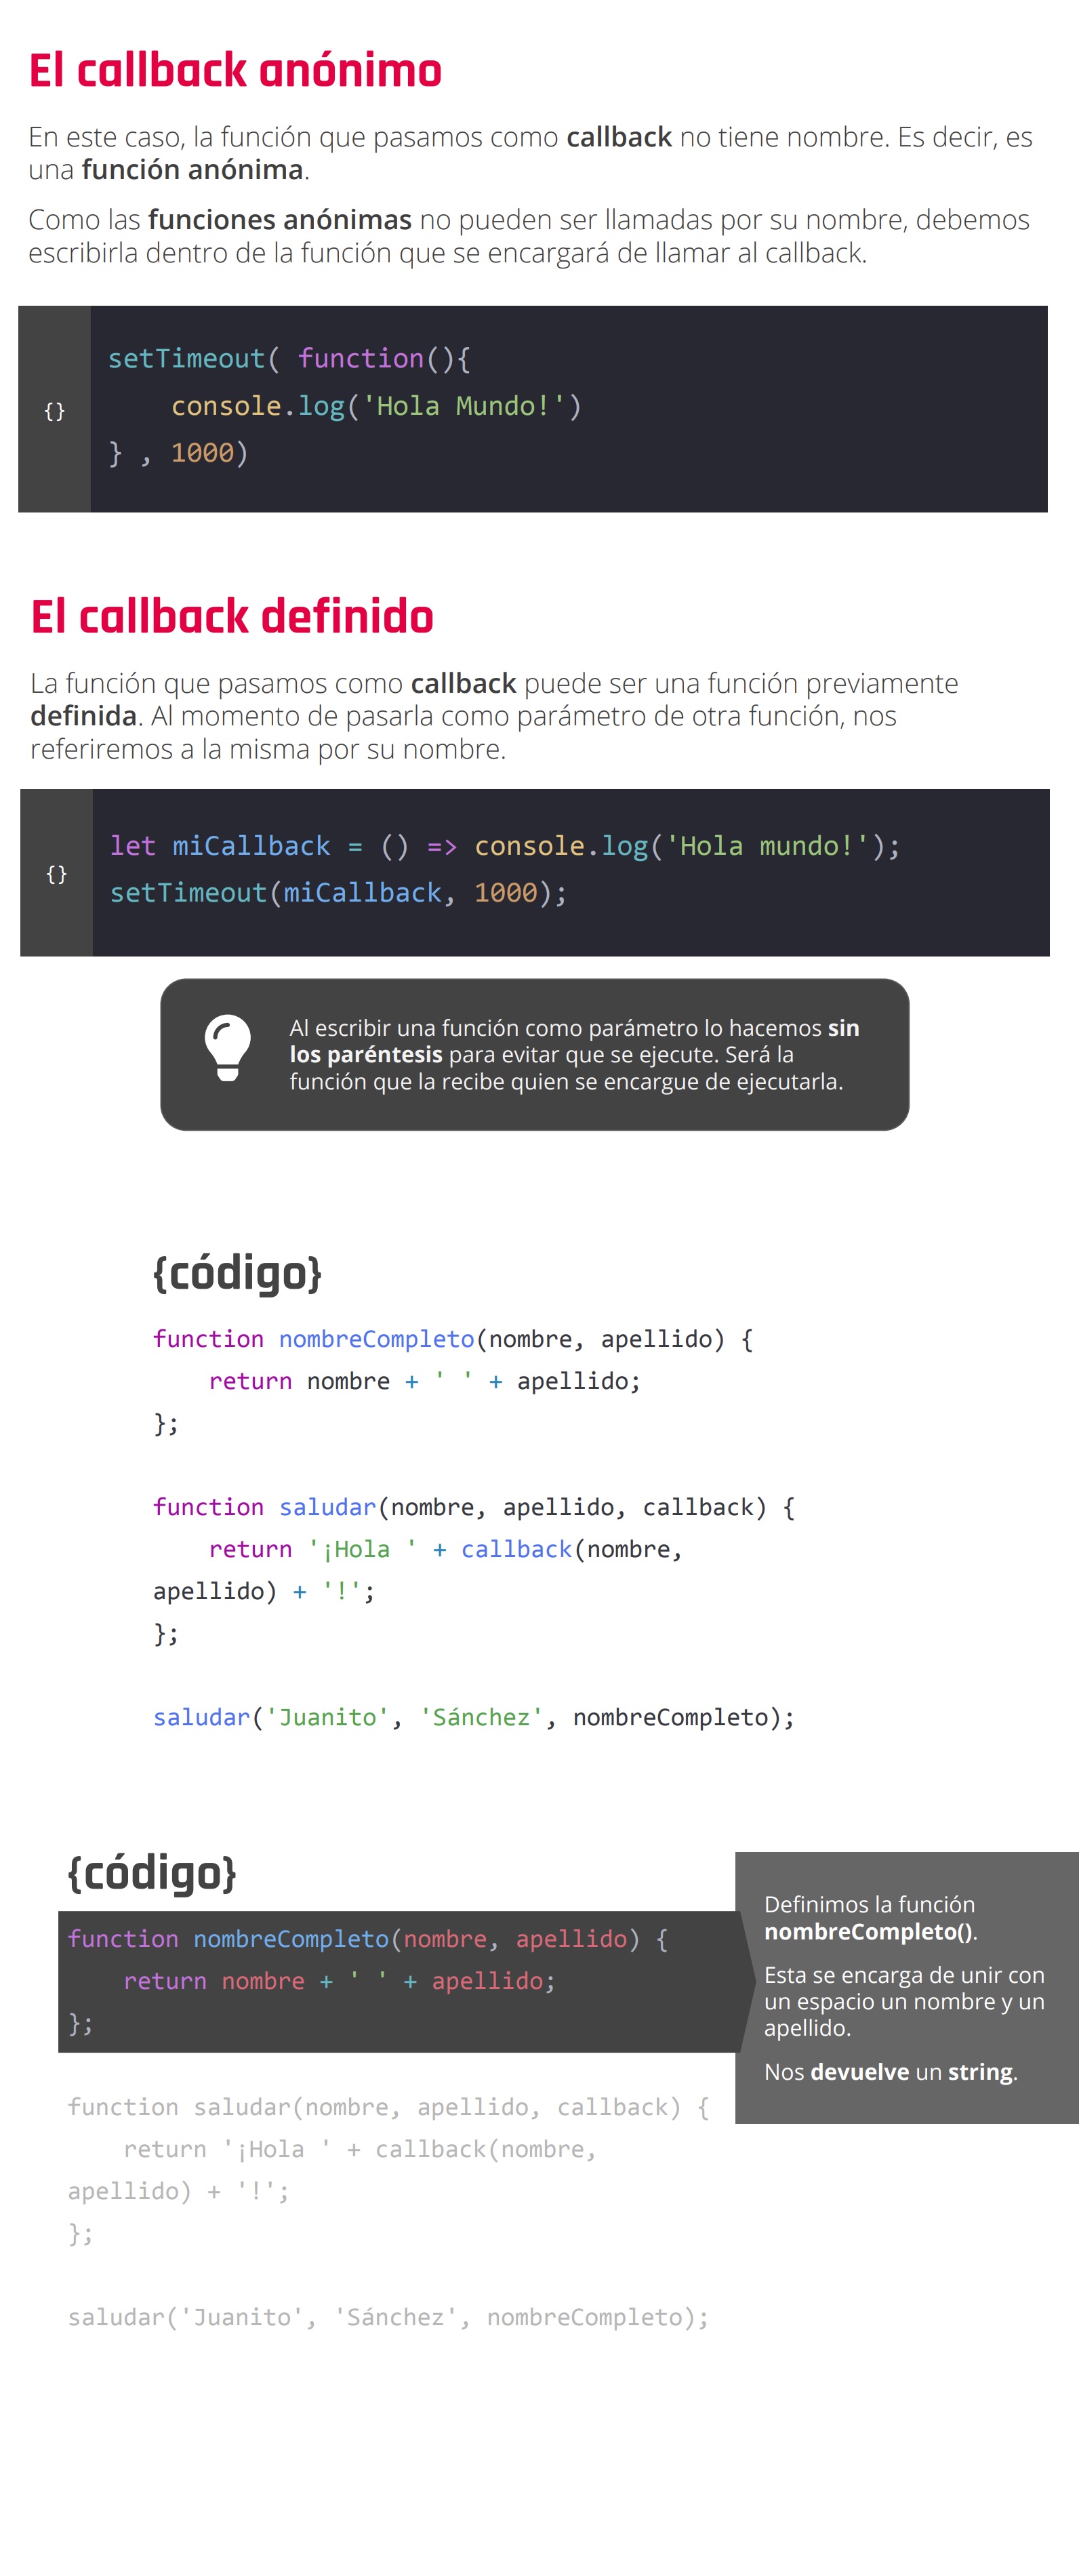 El callback anónimo
En este caso, la función que pasamos como callback no tiene nombre. Es decir, es
una función anónima.
Como las funciones anónimas no pueden ser llamadas por su nombre, debemos
escribirla dentro de la función que se encargará de llamar al callback.
{}
setTimeout( function(){
    console.log('Hola Mundo!')
} , 1000)
El callback definido
La función que pasamos como callback puede ser una función previamente
definida. Al momento de pasarla como parámetro de otra función, nos
referiremos a la misma por su nombre.
{}
let miCallback = () => console.log('Hola mundo!');
setTimeout(miCallback, 1000);
Al escribir una función como parámetro lo hacemos sin
los paréntesis para evitar que se ejecute. Será la
función que la recibe quien se encargue de ejecutarla.
{código}
function nombreCompleto(nombre, apellido) {
    return nombre + ' ' + apellido;
};
function saludar(nombre, apellido, callback) {
    return '¡Hola ' + callback(nombre,
apellido) + '!';
};
saludar('Juanito', 'Sánchez', nombreCompleto);
{código}
function nombreCompleto(nombre, apellido) {
    return nombre + ' ' + apellido;
};
function saludar(nombre, apellido, callback) {
    return '¡Hola ' + callback(nombre,
apellido) + '!';
};
saludar('Juanito', 'Sánchez', nombreCompleto);
Definimos la función
nombreCompleto().
Esta se encarga de unir con
un espacio un nombre y un
apellido.
Nos devuelve un string.